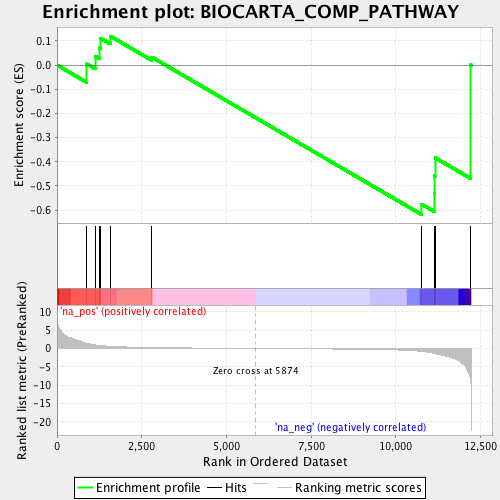 Enrichment plot: BIOCARTA_COMP_PATHWAY
Enrichment score (ES)
0.1
0.0
-0.1
-0.2
-0.3
-0.4
-0.5
-0.6
'na_pos' (positively correlated)
Ranked list metric (PreRanked)
10
5
0
-5
-10
-15
-20
Zero cross at 5874
'na_neg' (negatively correlated)
0 2,500 5,000 7,500 10,000 12,500
Rank in Ordered Dataset
Enrichment profile Hits Ranking metric scores